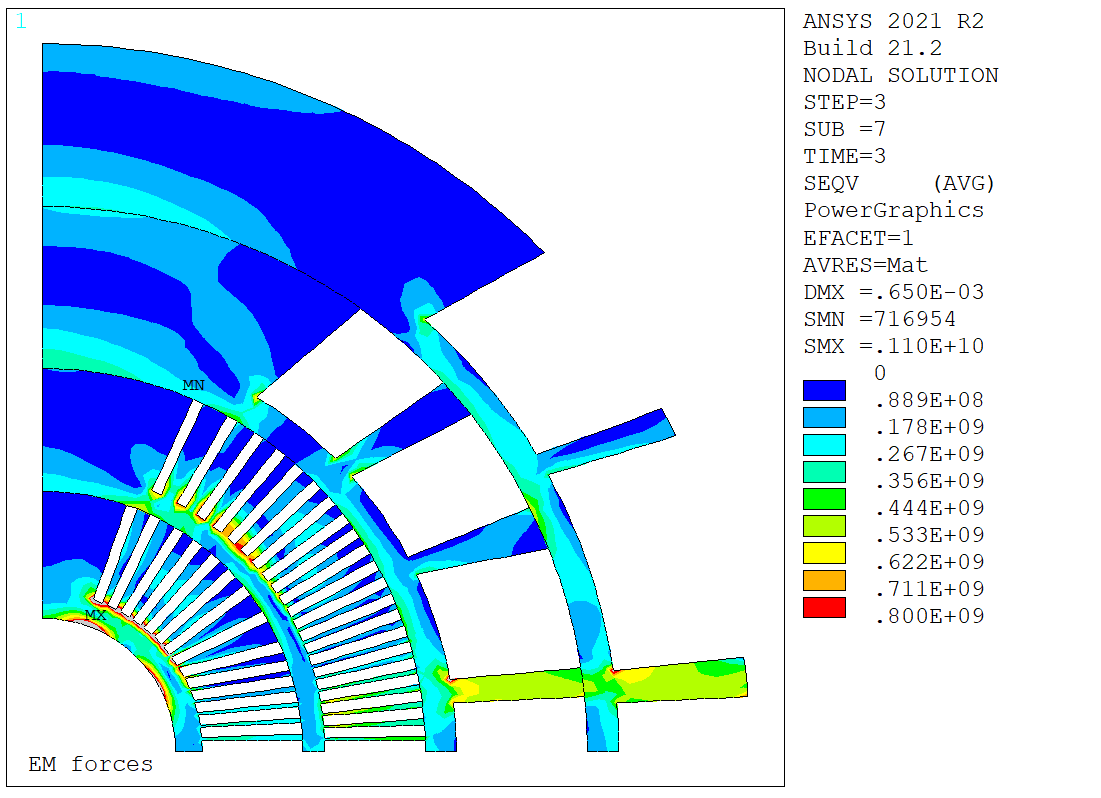 1
ANSYS 2021 R2
Build 21.2
NODAL SOLUTION
STEP=3
SUB =7
TIME=3
SEQV (AVG)
PowerGraphics
EFACET=1
AVRES=Mat
DMX =.650E-03
SMN =716954
SMX =.110E+10
0
.889E+08
.178E+09
.267E+09
.356E+09
.444E+09
.533E+09
.622E+09
.711E+09
.800E+09
MN
MX
EM forces